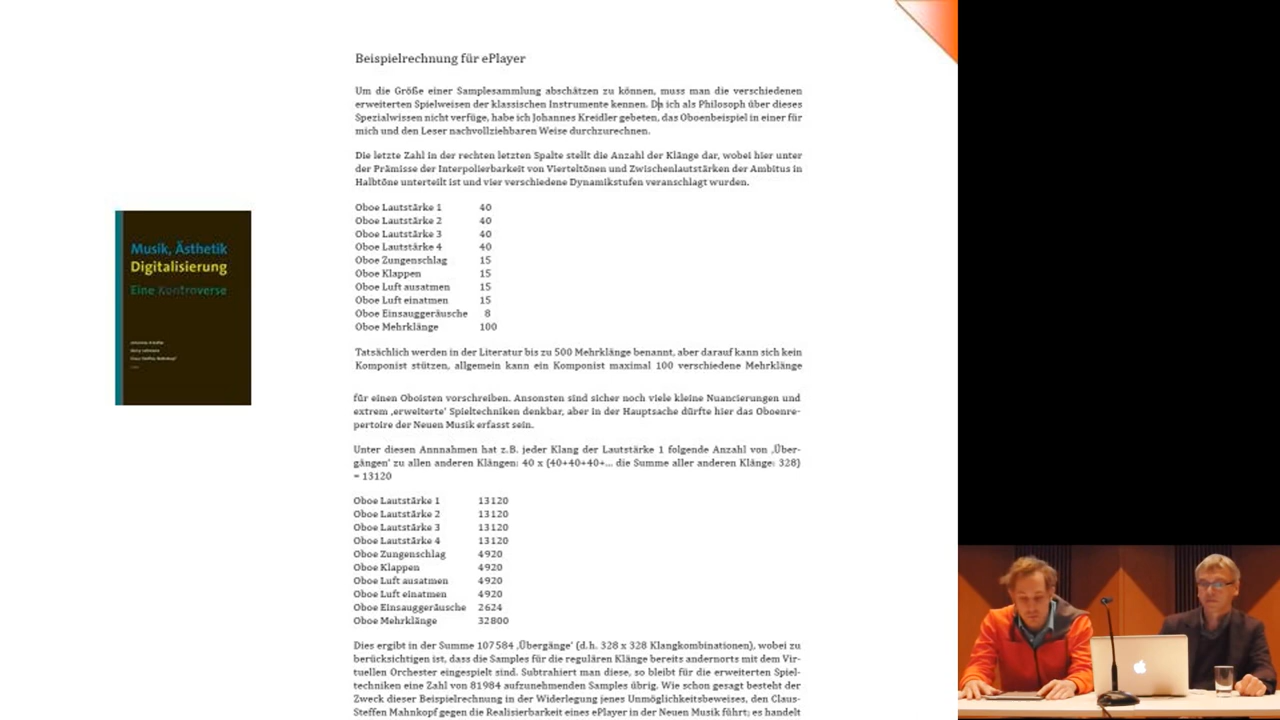 Musik, Ästhetik
Digitalisierung
Eine Kontroverse
Beispielrechnung für ePlayer
Um die Größe einer Samplesammlung abschätzen zu können, muss man die verschiedenen
erweiterten Spielweisen der klassischen Instrumente kennen. Da ich als Philosoph über dieses
Spezialwissen nicht verfüge, habe ich Johannes Kreidler gebeten, das Oboenbeispiel in einer für
mich und den Leser nachvollziehbaren Weise durchzurechnen.
Die letzte Zahl in der rechten letzten Spalte stellt die Anzahl der Klänge dar, wobei hier unter
der Prämisse der Interpolierbarkeit von Vierteltönen und Zwischenlautstärken der Ambitus in
Halbtöne unterteilt ist und vier verschiedene Dynamikstufen veranschlagt wurden.
Oboe Lautstärke 1 40
Oboe Lautstärke 2 40
Oboe Lautstärke 3 40
Oboe Lautstärke 4 40
Oboe Zungenschlag 15
Oboe Klappen 15
Oboe Luft ausatmen 15
Oboe Luft einatmen 15
Oboe Einsauggeräusche 8
Oboe Mehrklänge 100
Tatsächlich werden in der Literatur bis zu 500 Mehrklänge benannt, aber darauf kann sich kein
Komponist stützen, allgemein kann ein Komponist maximal 100 verschiedene Mehrklänge
für einen Oboisten vorschreiben. Ansonsten sind sicher noch viele kleine Nuancierungen und
extrem ‚erweiterte‘ Spieltechniken denkbar, aber in der Hauptsache dürfte hier das Oboenre-
pertoire der Neuen Musik erfasst sein.
Unter diesen Annnahmen hat z.B. jeder Klang der Lautstärke 1 folgende Anzahl von ‚Über-
gängen‘ zu allen anderen Klängen: 40 x (40+40+40+... die Summe aller anderen Klänge: 328)
= 13120
Oboe Lautstärke 1 13120
Oboe Lautstärke 2 13120
Oboe Lautstärke 3 13120
Oboe Lautstärke 4 13120
Oboe Zungenschlag 4920
Oboe Klappen 4920
Oboe Luft ausatmen 4920
Oboe Luft einatmen 4920
Oboe Einsauggeräusche 2624
Oboe Mehrklänge 32800
Dies ergibt in der Summe 107584 ‚Übergänge‘ (d.h. 328 x 328 Klangkombinationen), wobei zu
berücksichtigen ist, dass die Samples für die regulären Klänge bereits andernorts mit dem Vir-
tuellen Orchester eingespielt sind. Subtrahiert man diese, so bleibt für die erweiterten Spiel-
techniken eine Zahl von 81984 aufzunehmenden Samples übrig. Wie schon gesagt besteht der
Zweck dieser Beispielrechnung in der Widerlegung jenes Unmöglichkeitsbeweises, den Claus-
Steffen Mahnkopf gegen die Realisierbarkeit eines ePlayer in der Neuen Musik führt; es handelt